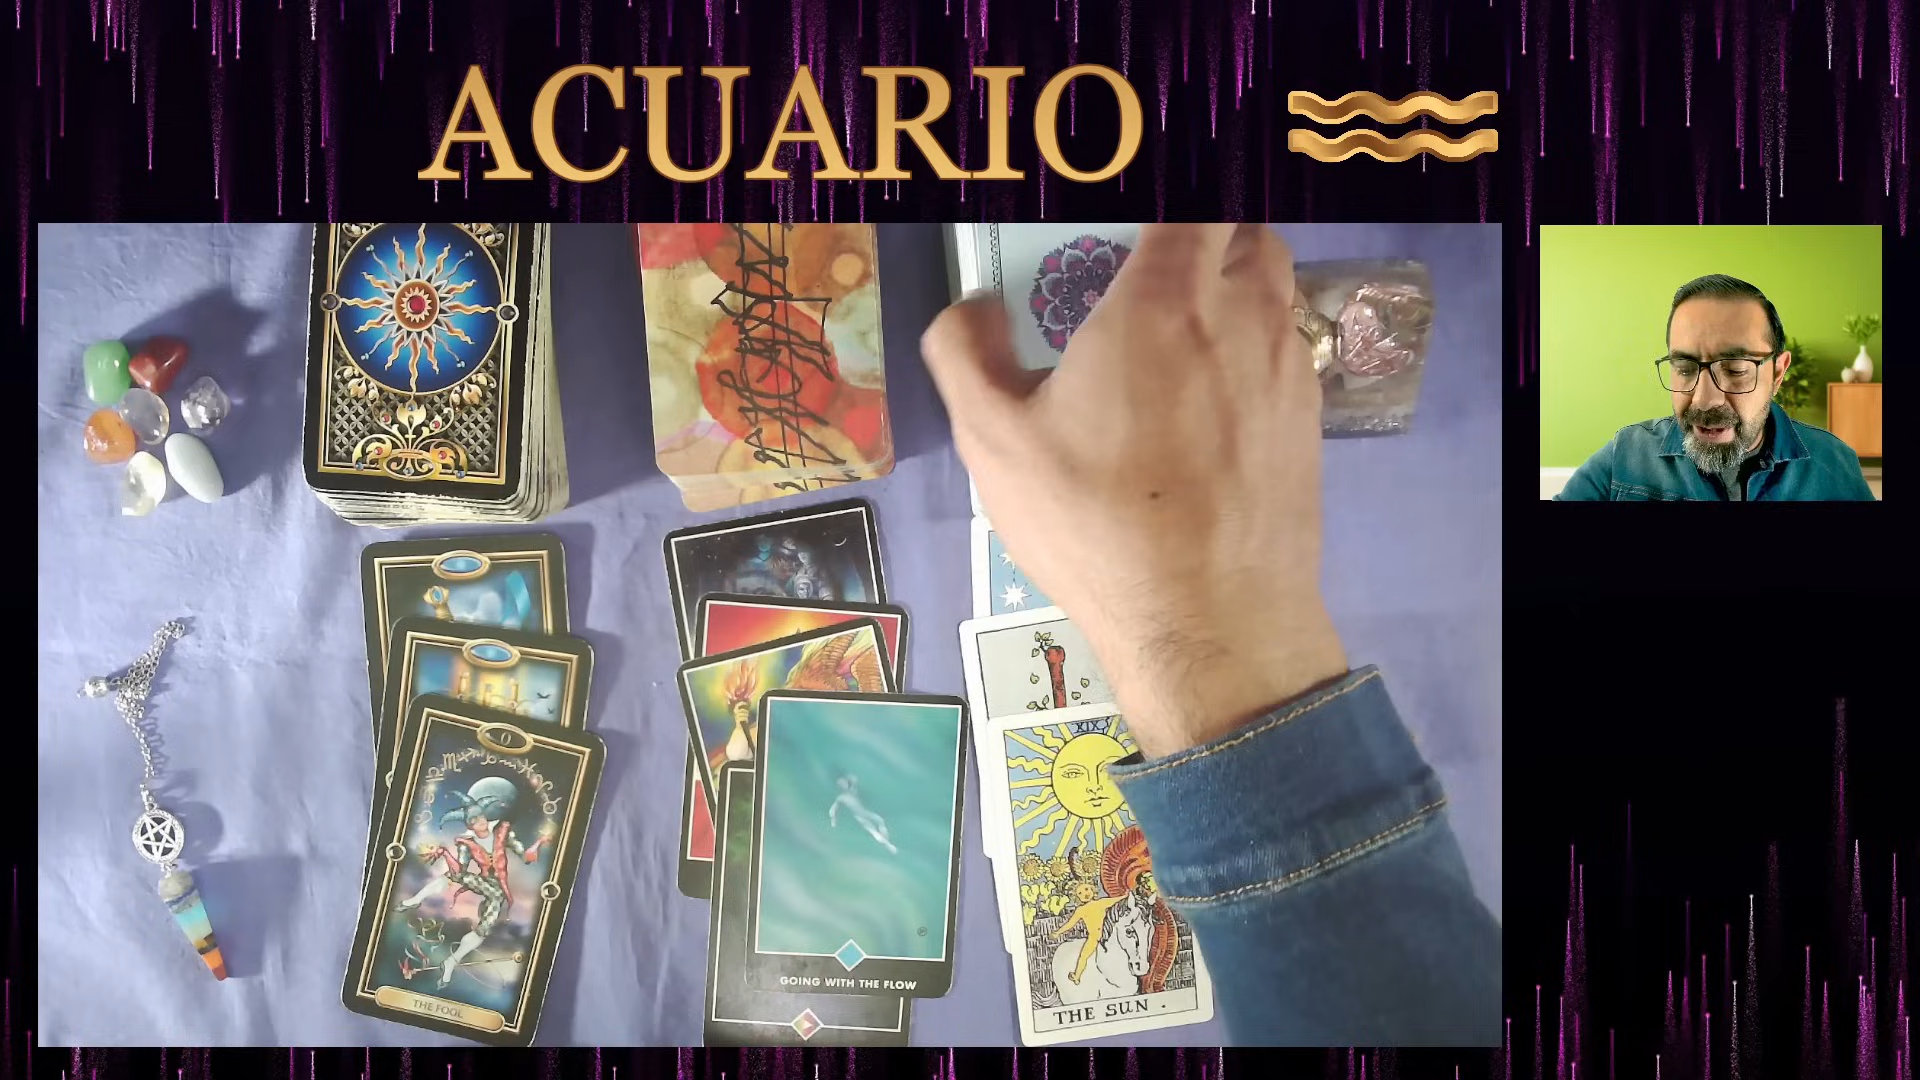 ACUARIO
0
THE FOOL
GOING WITH THE FLOW
XIX
THE SUN.